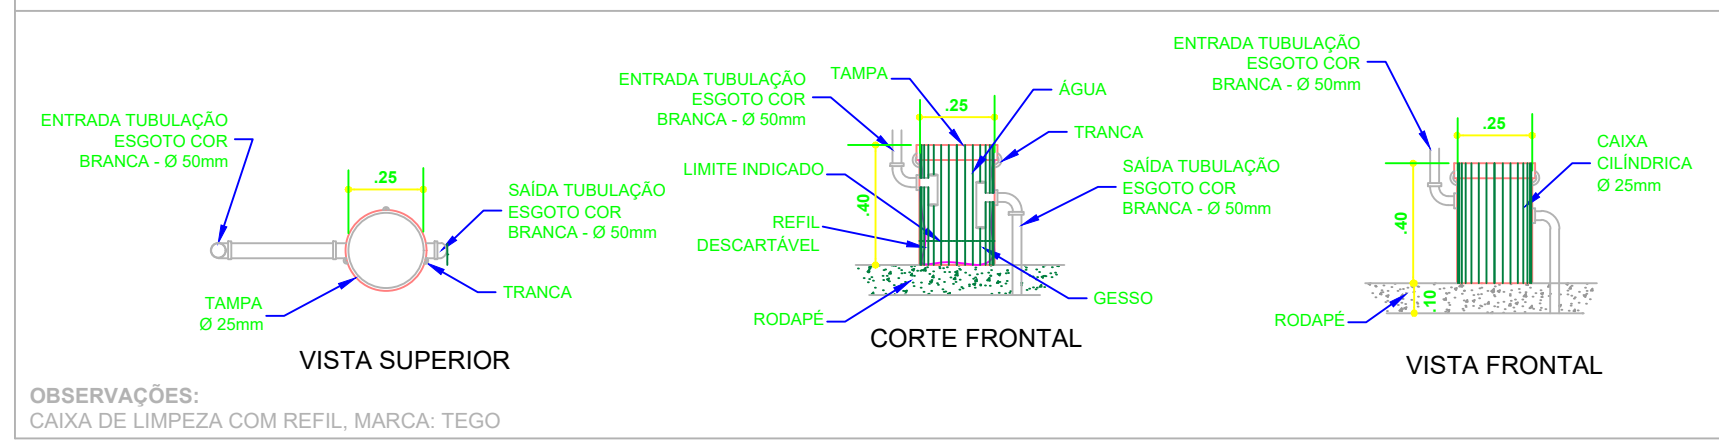 ENTRADA TUBULAÇÃO
ESGOTO COR
BRANCA - Ø 50mm
.25
SAÍDA TUBULAÇÃO
ESGOTO COR
BRANCA - Ø 50mm
TAMPA
Ø 25mm
TRANCA
VISTA SUPERIOR
ENTRADA TUBULAÇÃO
ESGOTO COR
BRANCA - Ø 50mm
TAMPA
.25
ÁGUA
TRANCA
LIMITE INDICADO
SAÍDA TUBULAÇÃO
ESGOTO COR
BRANCA - Ø 50mm
.40
REFIL
DESCARTÁVEL
GESSO
RODAPÉ
CORTE FRONTAL
ENTRADA TUBULAÇÃO
ESGOTO COR
BRANCA - Ø 50mm
.25
CAIXA
CILÍNDRICA
Ø 25mm
.40
.10
RODAPÉ
VISTA FRONTAL
OBSERVAÇÕES:
CAIXA DE LIMPEZA COM REFIL, MARCA: TEGO